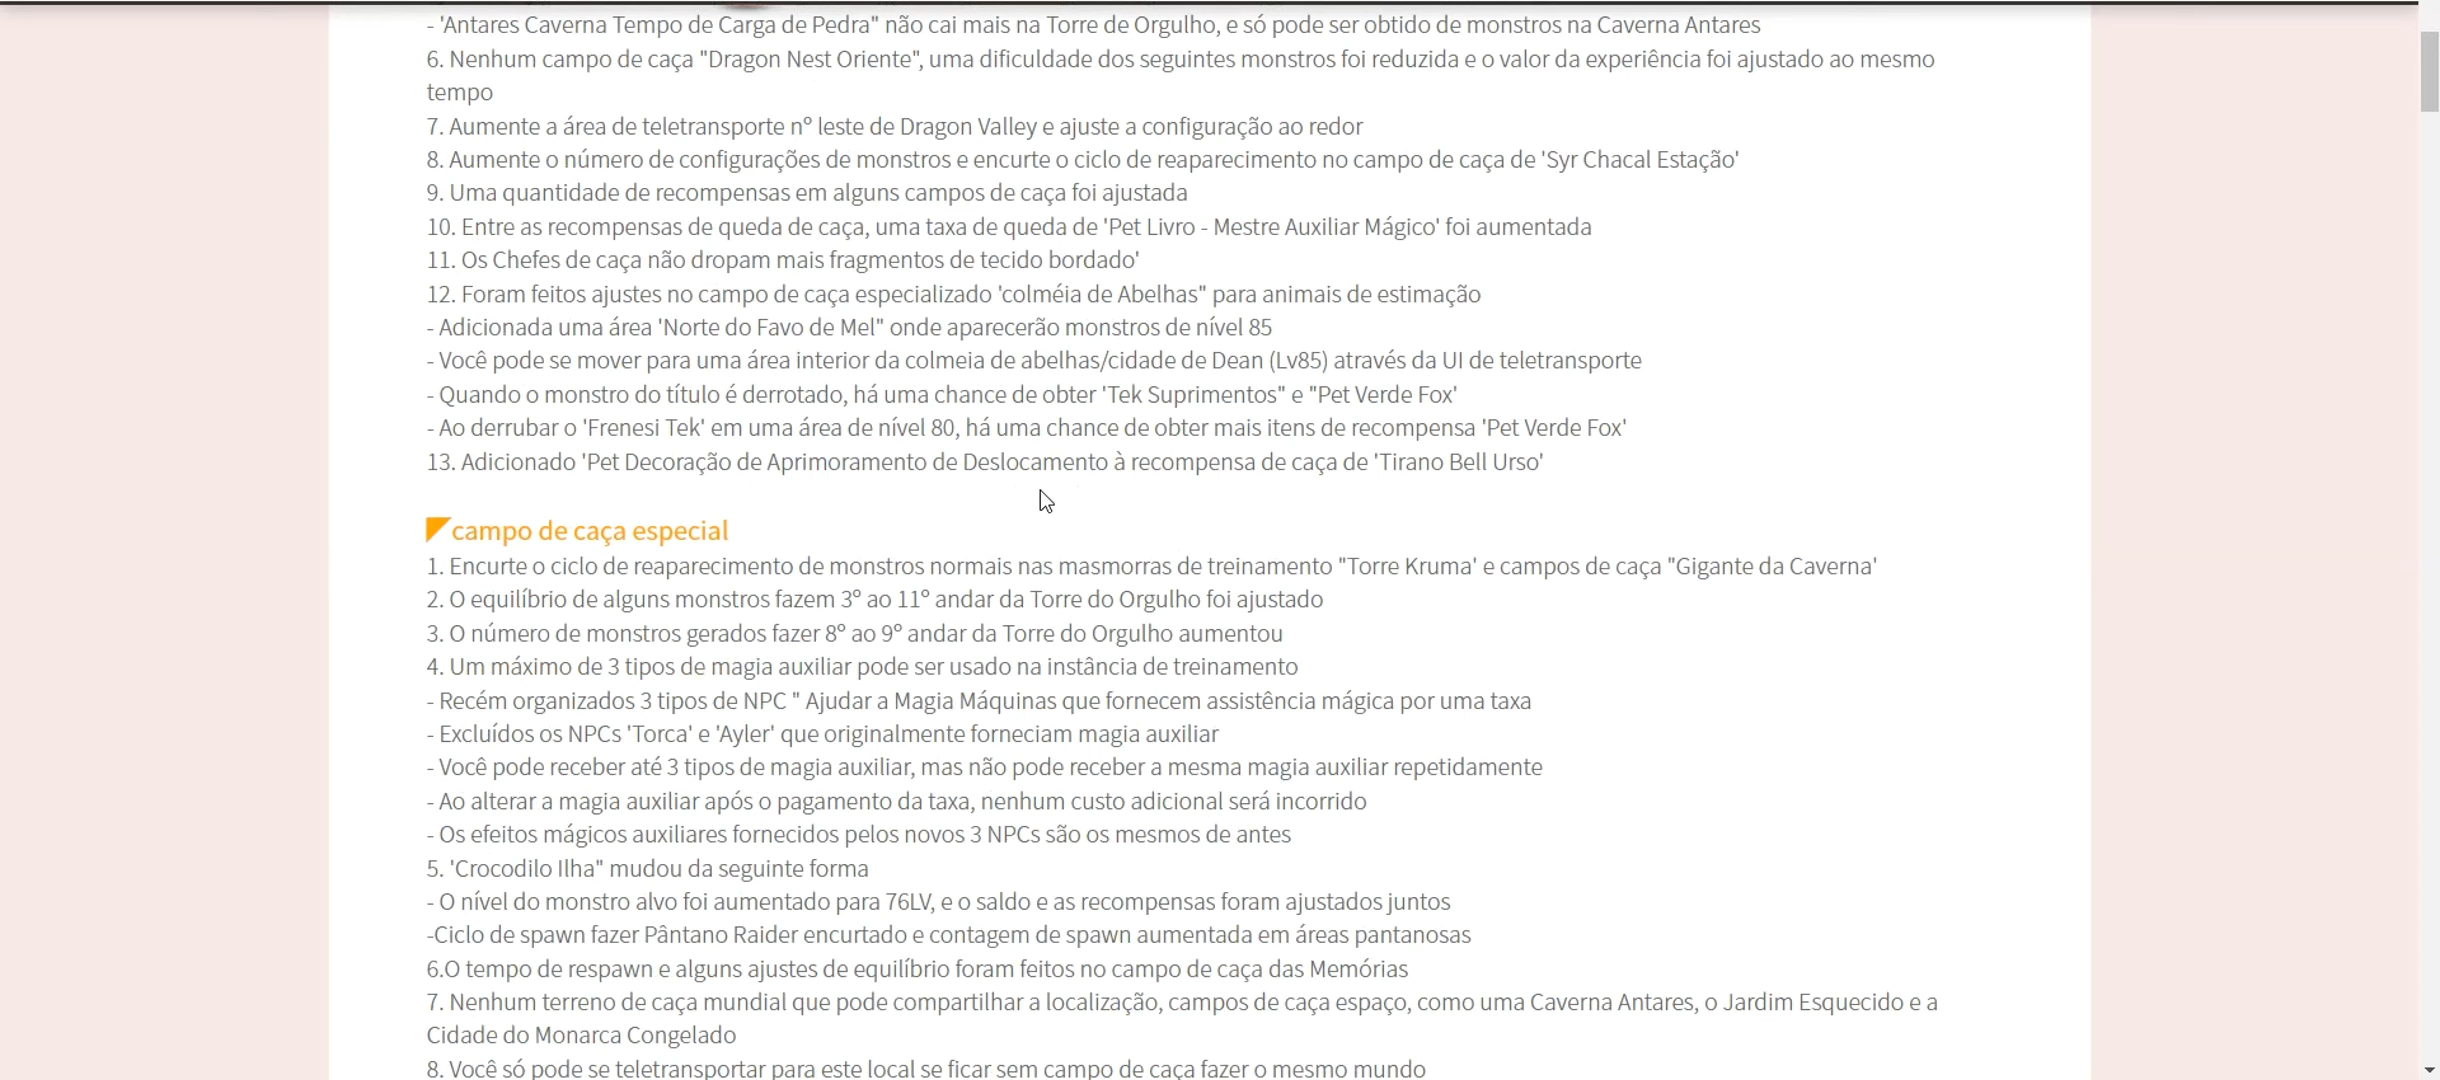 - 'Antares Caverna Tempo de Carga de Pedra" não cai mais na Torre de Orgulho, e só pode ser obtido de monstros na Caverna Antares
6. Nenhum campo de caça "Dragon Nest Oriente", uma dificuldade dos seguintes monstros foi reduzida e o valor da experiência foi ajustado ao mesmo
tempo
7. Aumente a área de teletransporte nº leste de Dragon Valley e ajuste a configuração ao redor
8. Aumente o número de configurações de monstros e encurte o ciclo de reaparecimento no campo de caça de 'Syr Chacal Estação'
9. Uma quantidade de recompensas em alguns campos de caça foi ajustada
10. Entre as recompensas de queda de caça, uma taxa de queda de 'Pet Livro - Mestre Auxiliar Mágico' foi aumentada
11. Os Chefes de caça não dropam mais fragmentos de tecido bordado'
12. Foram feitos ajustes no campo de caça especializado 'colméia de Abelhas" para animais de estimação
- Adicionada uma área 'Norte do Favo de Mel" onde aparecerão monstros de nível 85
- Você pode se mover para uma área interior da colmeia de abelhas/cidade de Dean (Lv85) através da UI de teletransporte
- Quando o monstro do título é derrotado, há uma chance de obter 'Tek Suprimentos" e "Pet Verde Fox'
- Ao derrubar o 'Frenesi Tek' em uma área de nível 80, há uma chance de obter mais itens de recompensa 'Pet Verde Fox'
13. Adicionado 'Pet Decoração de Aprimoramento de Deslocamento à recompensa de caça de 'Tirano Bell Urso'
campo de caça especial
1. Encurte o ciclo de reaparecimento de monstros normais nas masmorras de treinamento "Torre Kruma' e campos de caça "Gigante da Caverna'
2. O equilíbrio de alguns monstros fazem 3º ao 11º andar da Torre do Orgulho foi ajustado
3. O número de monstros gerados fazer 8º ao 9º andar da Torre do Orgulho aumentou
4. Um máximo de 3 tipos de magia auxiliar pode ser usado na instância de treinamento
- Recém organizados 3 tipos de NPC " Ajudar a Magia Máquinas que fornecem assistência mágica por uma taxa
- Excluídos os NPCs 'Torca' e 'Ayler' que originalmente forneciam magia auxiliar
- Você pode receber até 3 tipos de magia auxiliar, mas não pode receber a mesma magia auxiliar repetidamente
- Ao alterar a magia auxiliar após o pagamento da taxa, nenhum custo adicional será incorrido
- Os efeitos mágicos auxiliares fornecidos pelos novos 3 NPCs são os mesmos de antes
5. 'Crocodilo Ilha" mudou da seguinte forma
- O nível do monstro alvo foi aumentado para 76LV, e o saldo e as recompensas foram ajustados juntos
-Ciclo de spawn fazer Pântano Raider encurtado e contagem de spawn aumentada em áreas pantanosas
6.O tempo de respawn e alguns ajustes de equilíbrio foram feitos no campo de caça das Memórias
7. Nenhum terreno de caça mundial que pode compartilhar a localização, campos de caça espaço, como uma Caverna Antares, o Jardim Esquecido e a
Cidade do Monarca Congelado
8. Você só pode se teletransportar para este local se ficar sem campo de caça fazer o mesmo mundo